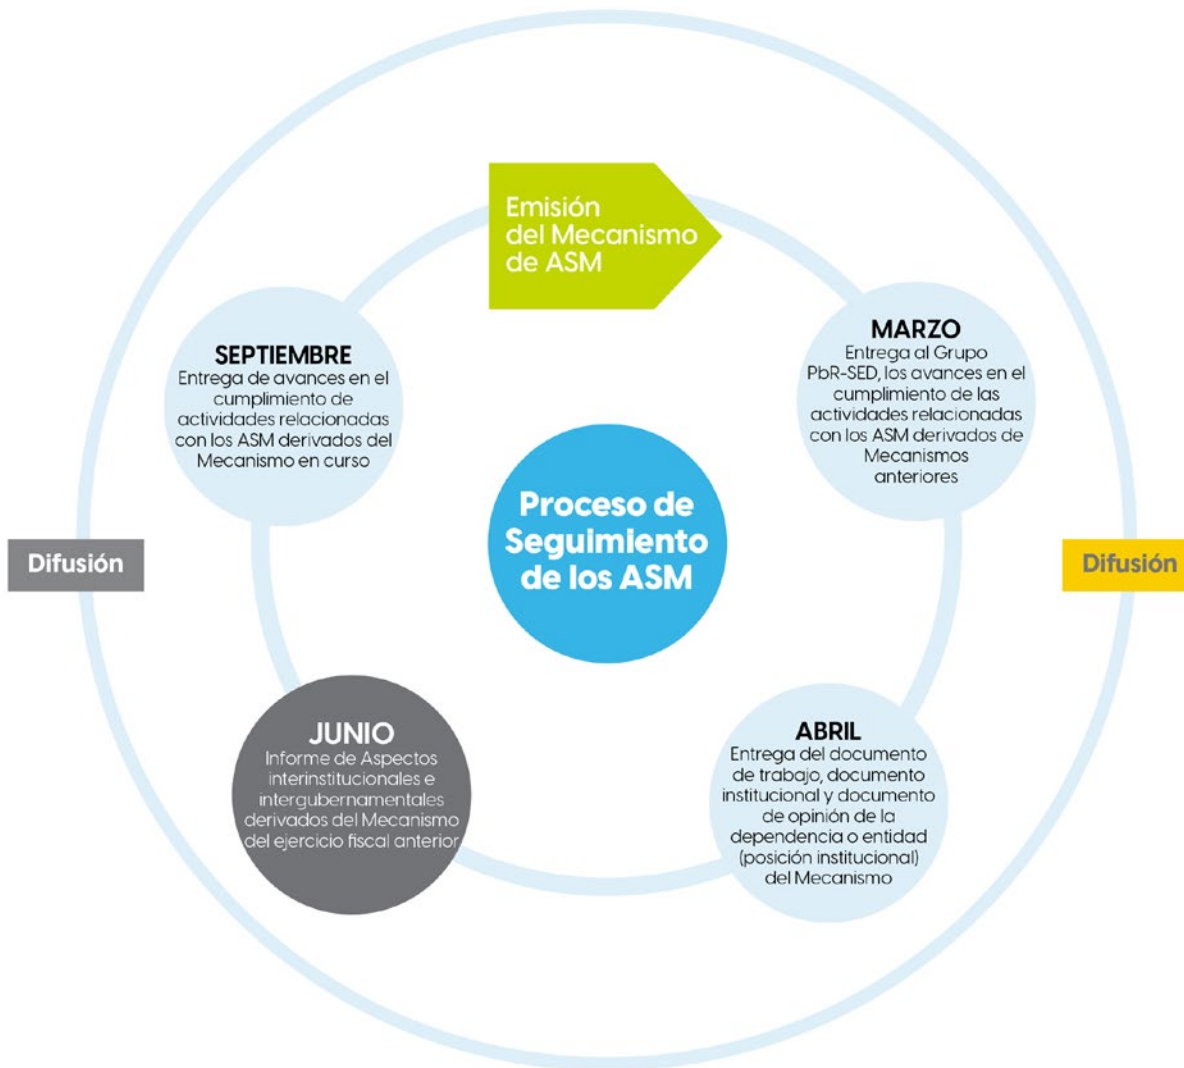 Emisión
del Mecanismo
de ASM
MARZO
Entrega al Grupo
PbR-SED, los avances en el
cumplimiento de las
actividades relacionadas
con los ASM derivados de
Mecanismos
anteriores
SEPTIEMBRE
Entrega de avances en el
cumplimiento de
actividades relacionadas
con los ASM derivados del
Mecanismo en curso
Proceso de
Seguimiento
de los ASM
Difusión
Difusión
JUNIO
Informe de Aspectos
interinstitucionales e
intergubernamentales
derivados del Mecanismo
del ejercicio fiscal anterior
ABRIL
Entrega del documento
de trabajo, documento
institucional y documento
de opinión de la
dependencia o entidad
(posición institucional)
del Mecanismo